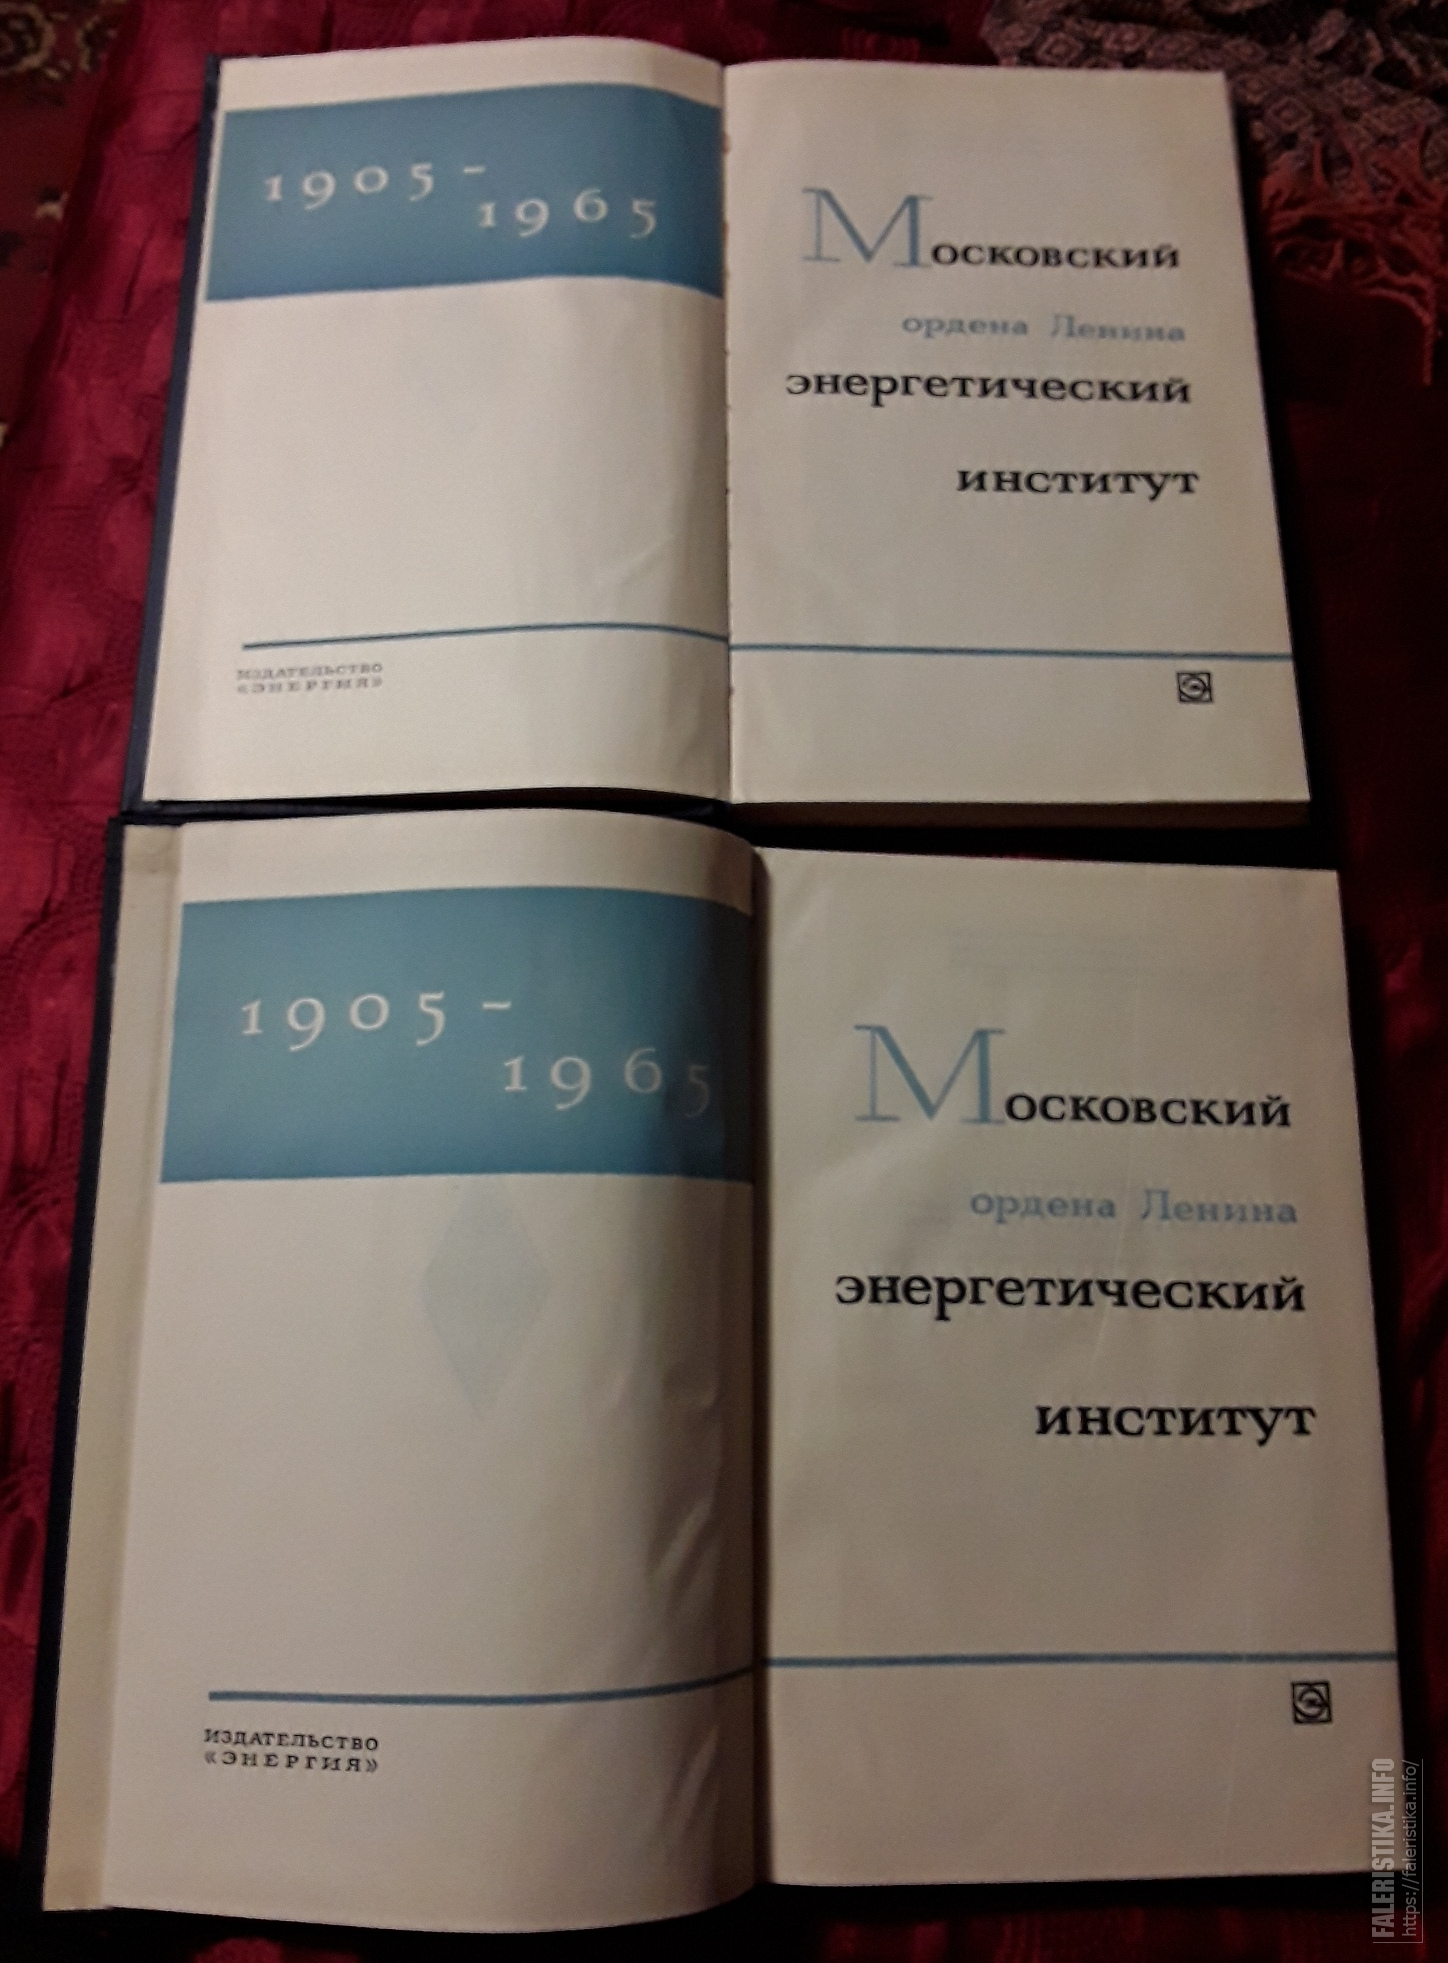 1905-
1965
Московский
ордена Ленина
энергетический
институт
ИЗДАТЕЛЬСТВО
«ЭНЕРГИЯ»
1905-
1965
Московский
ордена Ленина
энергетический
институт
ИЗДАТЕЛЬСТВО
«ЭНЕРГИЯ»
FALERISTIKA.INFO
https://faleristika.info/